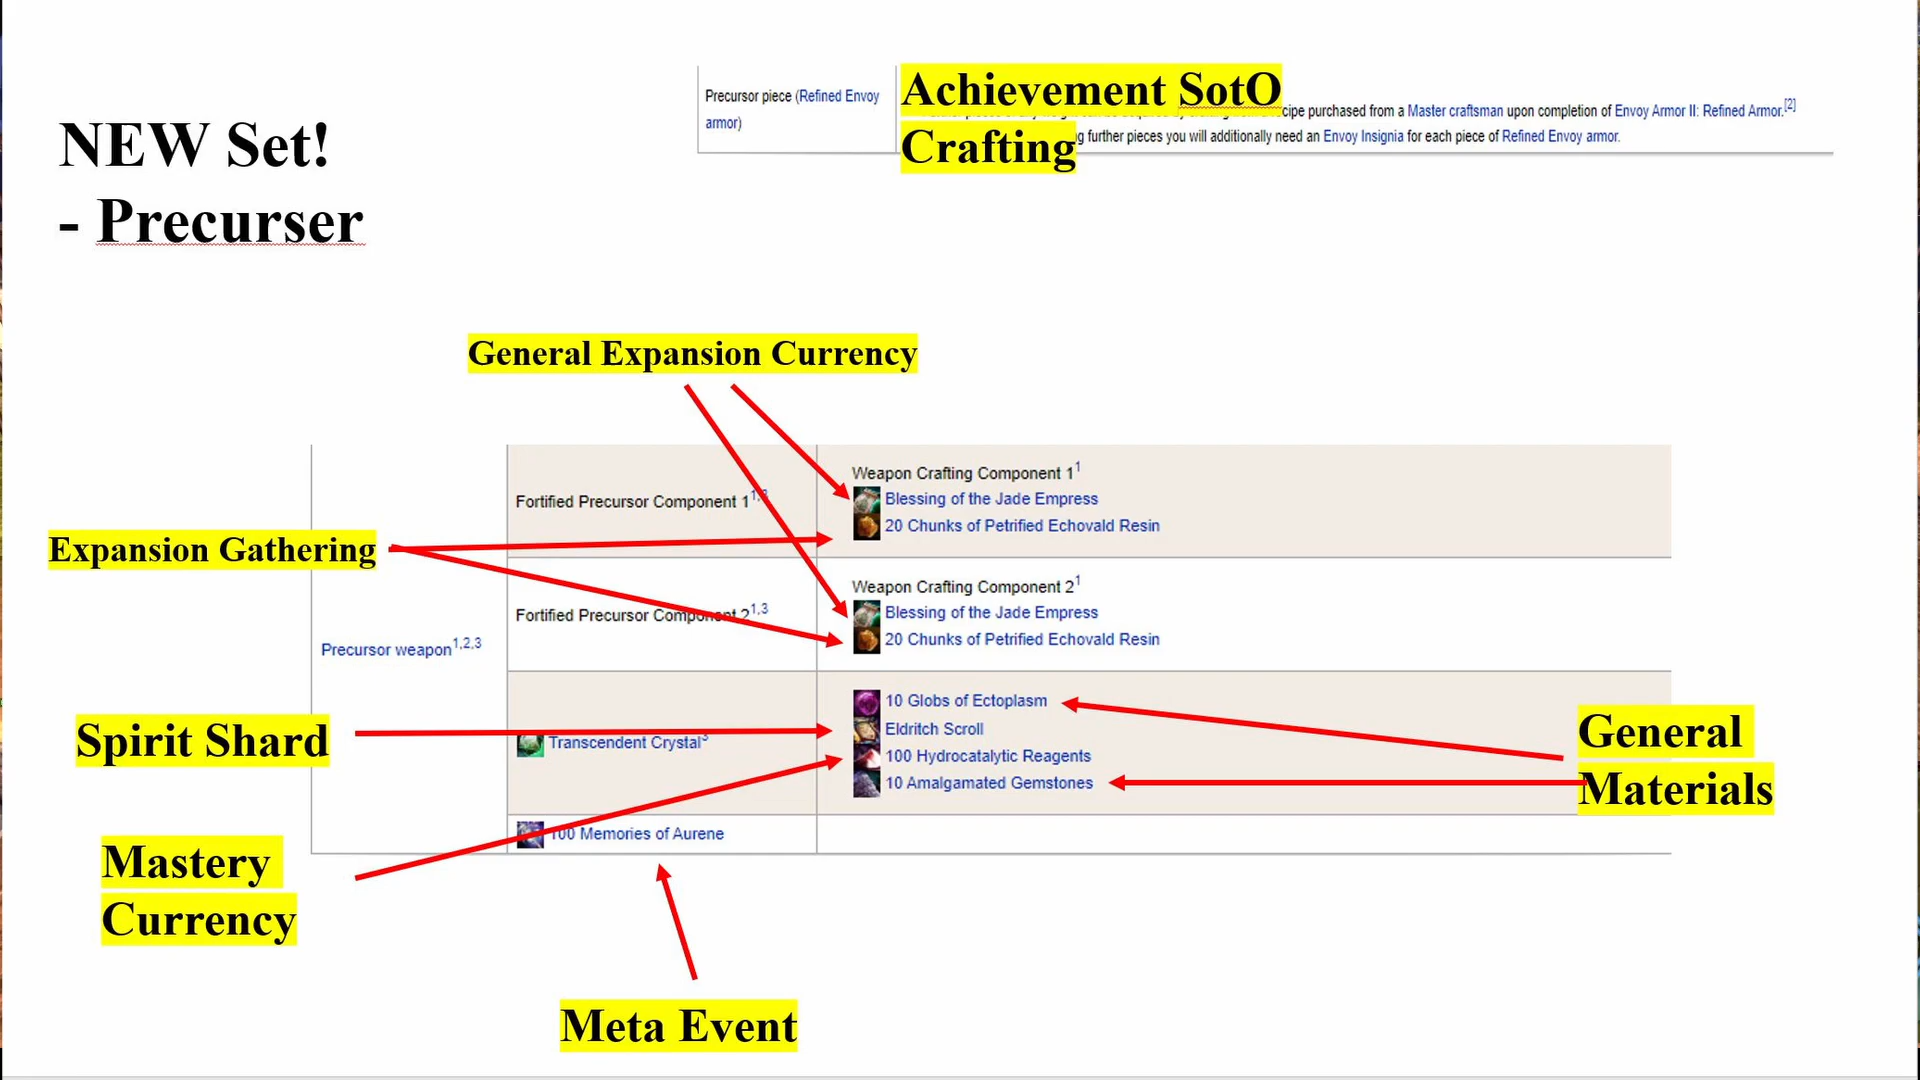 NEW Set!
- Precurser
Precursor piece (Refined Envoy
armor)
Achievement SotO
Crafting
cipe purchased from a Master craftsman upon completion of Envoy Armor II: Refined Armor.[2]
g further pieces you will additionally need an Envoy Insignia for each piece of Refined Envoy armor.
General Expansion Currency
Expansion Gathering
Spirit Shard
Mastery
Currency
Meta Event
General
Materials
Precursor weapon1,2,3
Fortified Precursor Component 1
Weapon Crafting Component 11
Blessing of the Jade Empress
20 Chunks of Petrified Echovald Resin
Fortified Precursor Component 21,3
Weapon Crafting Component 21
Blessing of the Jade Empress
20 Chunks of Petrified Echovald Resin
Transcendent Crystal3
10 Globs of Ectoplasm
Eldritch Scroll
100 Hydrocatalytic Reagents
10 Amalgamated Gemstones
100 Memories of Aurene